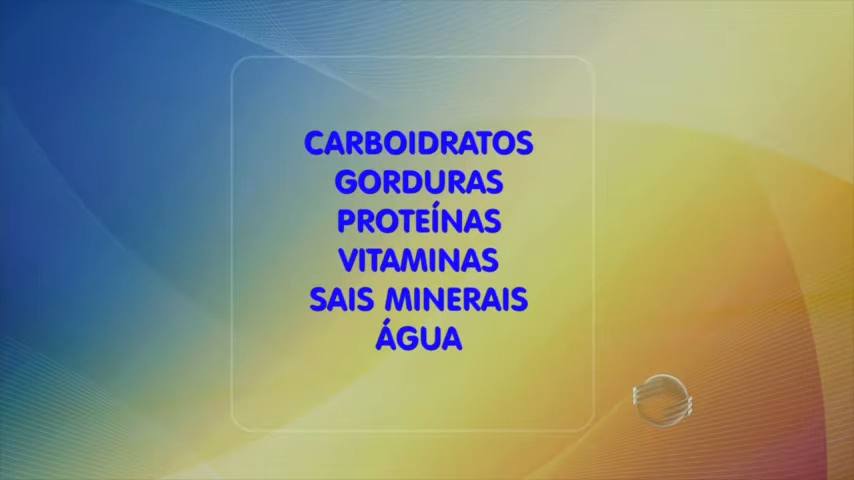 CARBOIDRATOS
GORDURAS
PROTEÍNAS
VITAMINAS
SAIS MINERAIS
ÁGUA